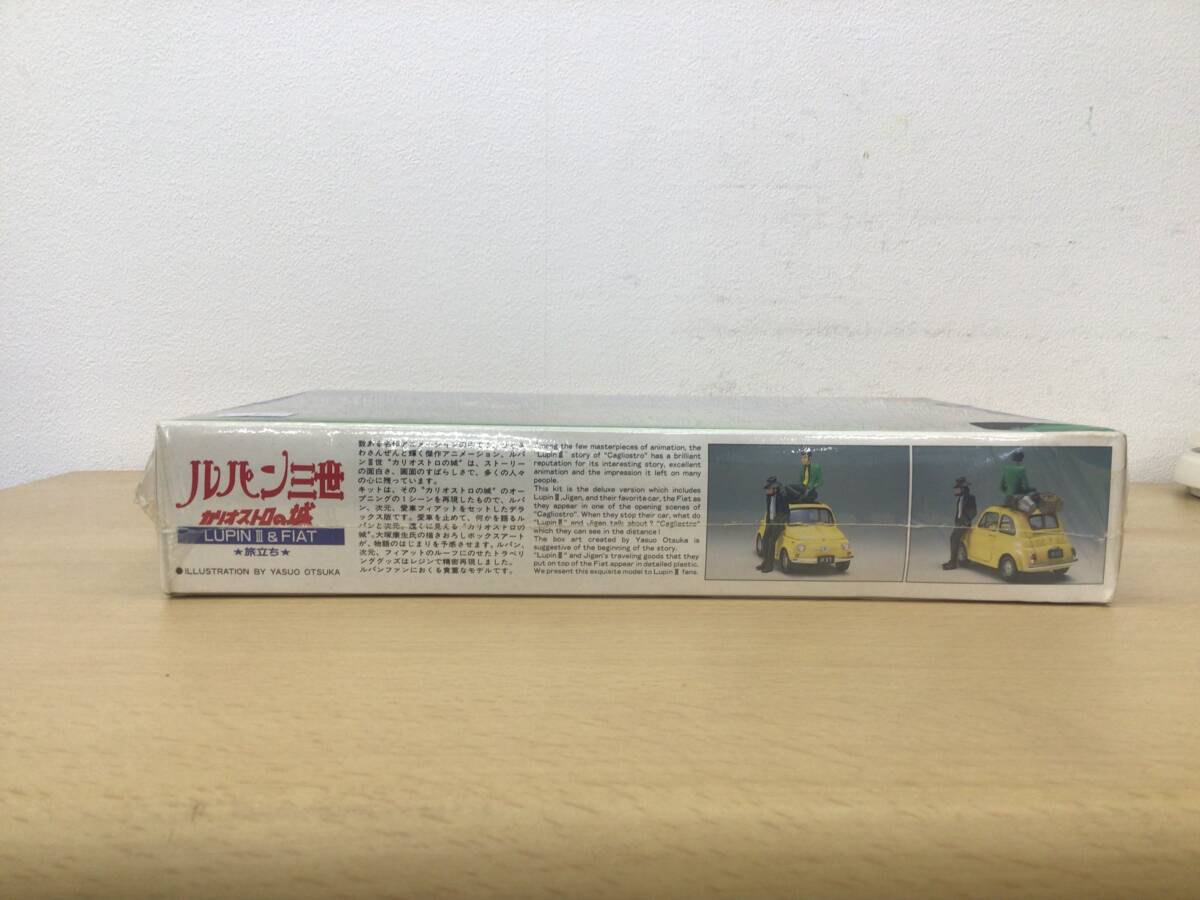 ルパン三世
カリオストロの城
LUPIN III & FIAT
★旅立ち★
●ILLUSTRATION BY YASUO OTSUKA
わさんぜんと輝く傑作アニメーション、ルパ
ンIII世“カリオストロの城”は、ストーリー
の面白さ、画面のすばらしさで、多くの人々
の心に残っています。
キットは、その“カリオストロの城”のオー
プニングの1シーンを再現したもので、ルパ
ン、次元、愛車フィアットをセットしたデラ
ックス版です。愛車を止めて、何かを語るル
パンと次元。遠くに見える“カリオストロの
城”。大塚康生氏の描きおろしボックスアート
が、物語のはじまりを予感させます。ルパン、
次元、フィアットのルーフにのせたトラベリ
ンググッズはレジンで精密再現しました。
ルパンファンにおくる貴重なモデルです。
the few masterpieces of animation, the
"Lupin III" story of "Cagliostro" has a brilliant
reputation for its interesting story, excellent
animation and the impression it left on many
people.
This kit is the deluxe version which includes
Lupin III, Jigen, and their favorite car, the Fiat as
they appear in one of the opening scenes of
"Cagliostro". When they stop their car, what do
"Lupin III" and Jigen talk about? "Cagliostro"
which they can see in the distance!
The box art created by Yasuo Otsuka is
suggestive of the beginning of the story.
"Lupin III" and Jigen's traveling goods that they
put on top of the Fiat appear in detailed plastic.
We present this exquisite model to Lupin III fans.